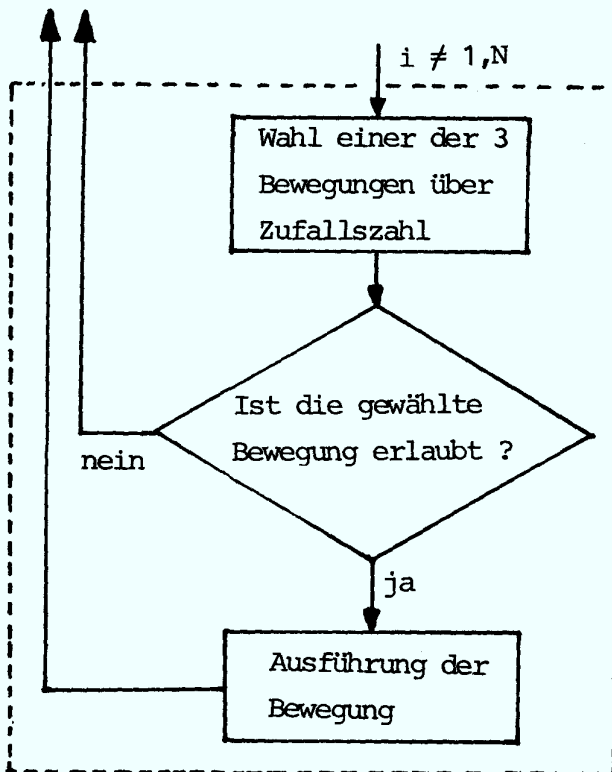 i ≠ 1,N
Wahl einer der 3
Bewegungen über
Zufallszahl
Ist die gewählte
Bewegung erlaubt ?
nein
ja
Ausführung der
Bewegung